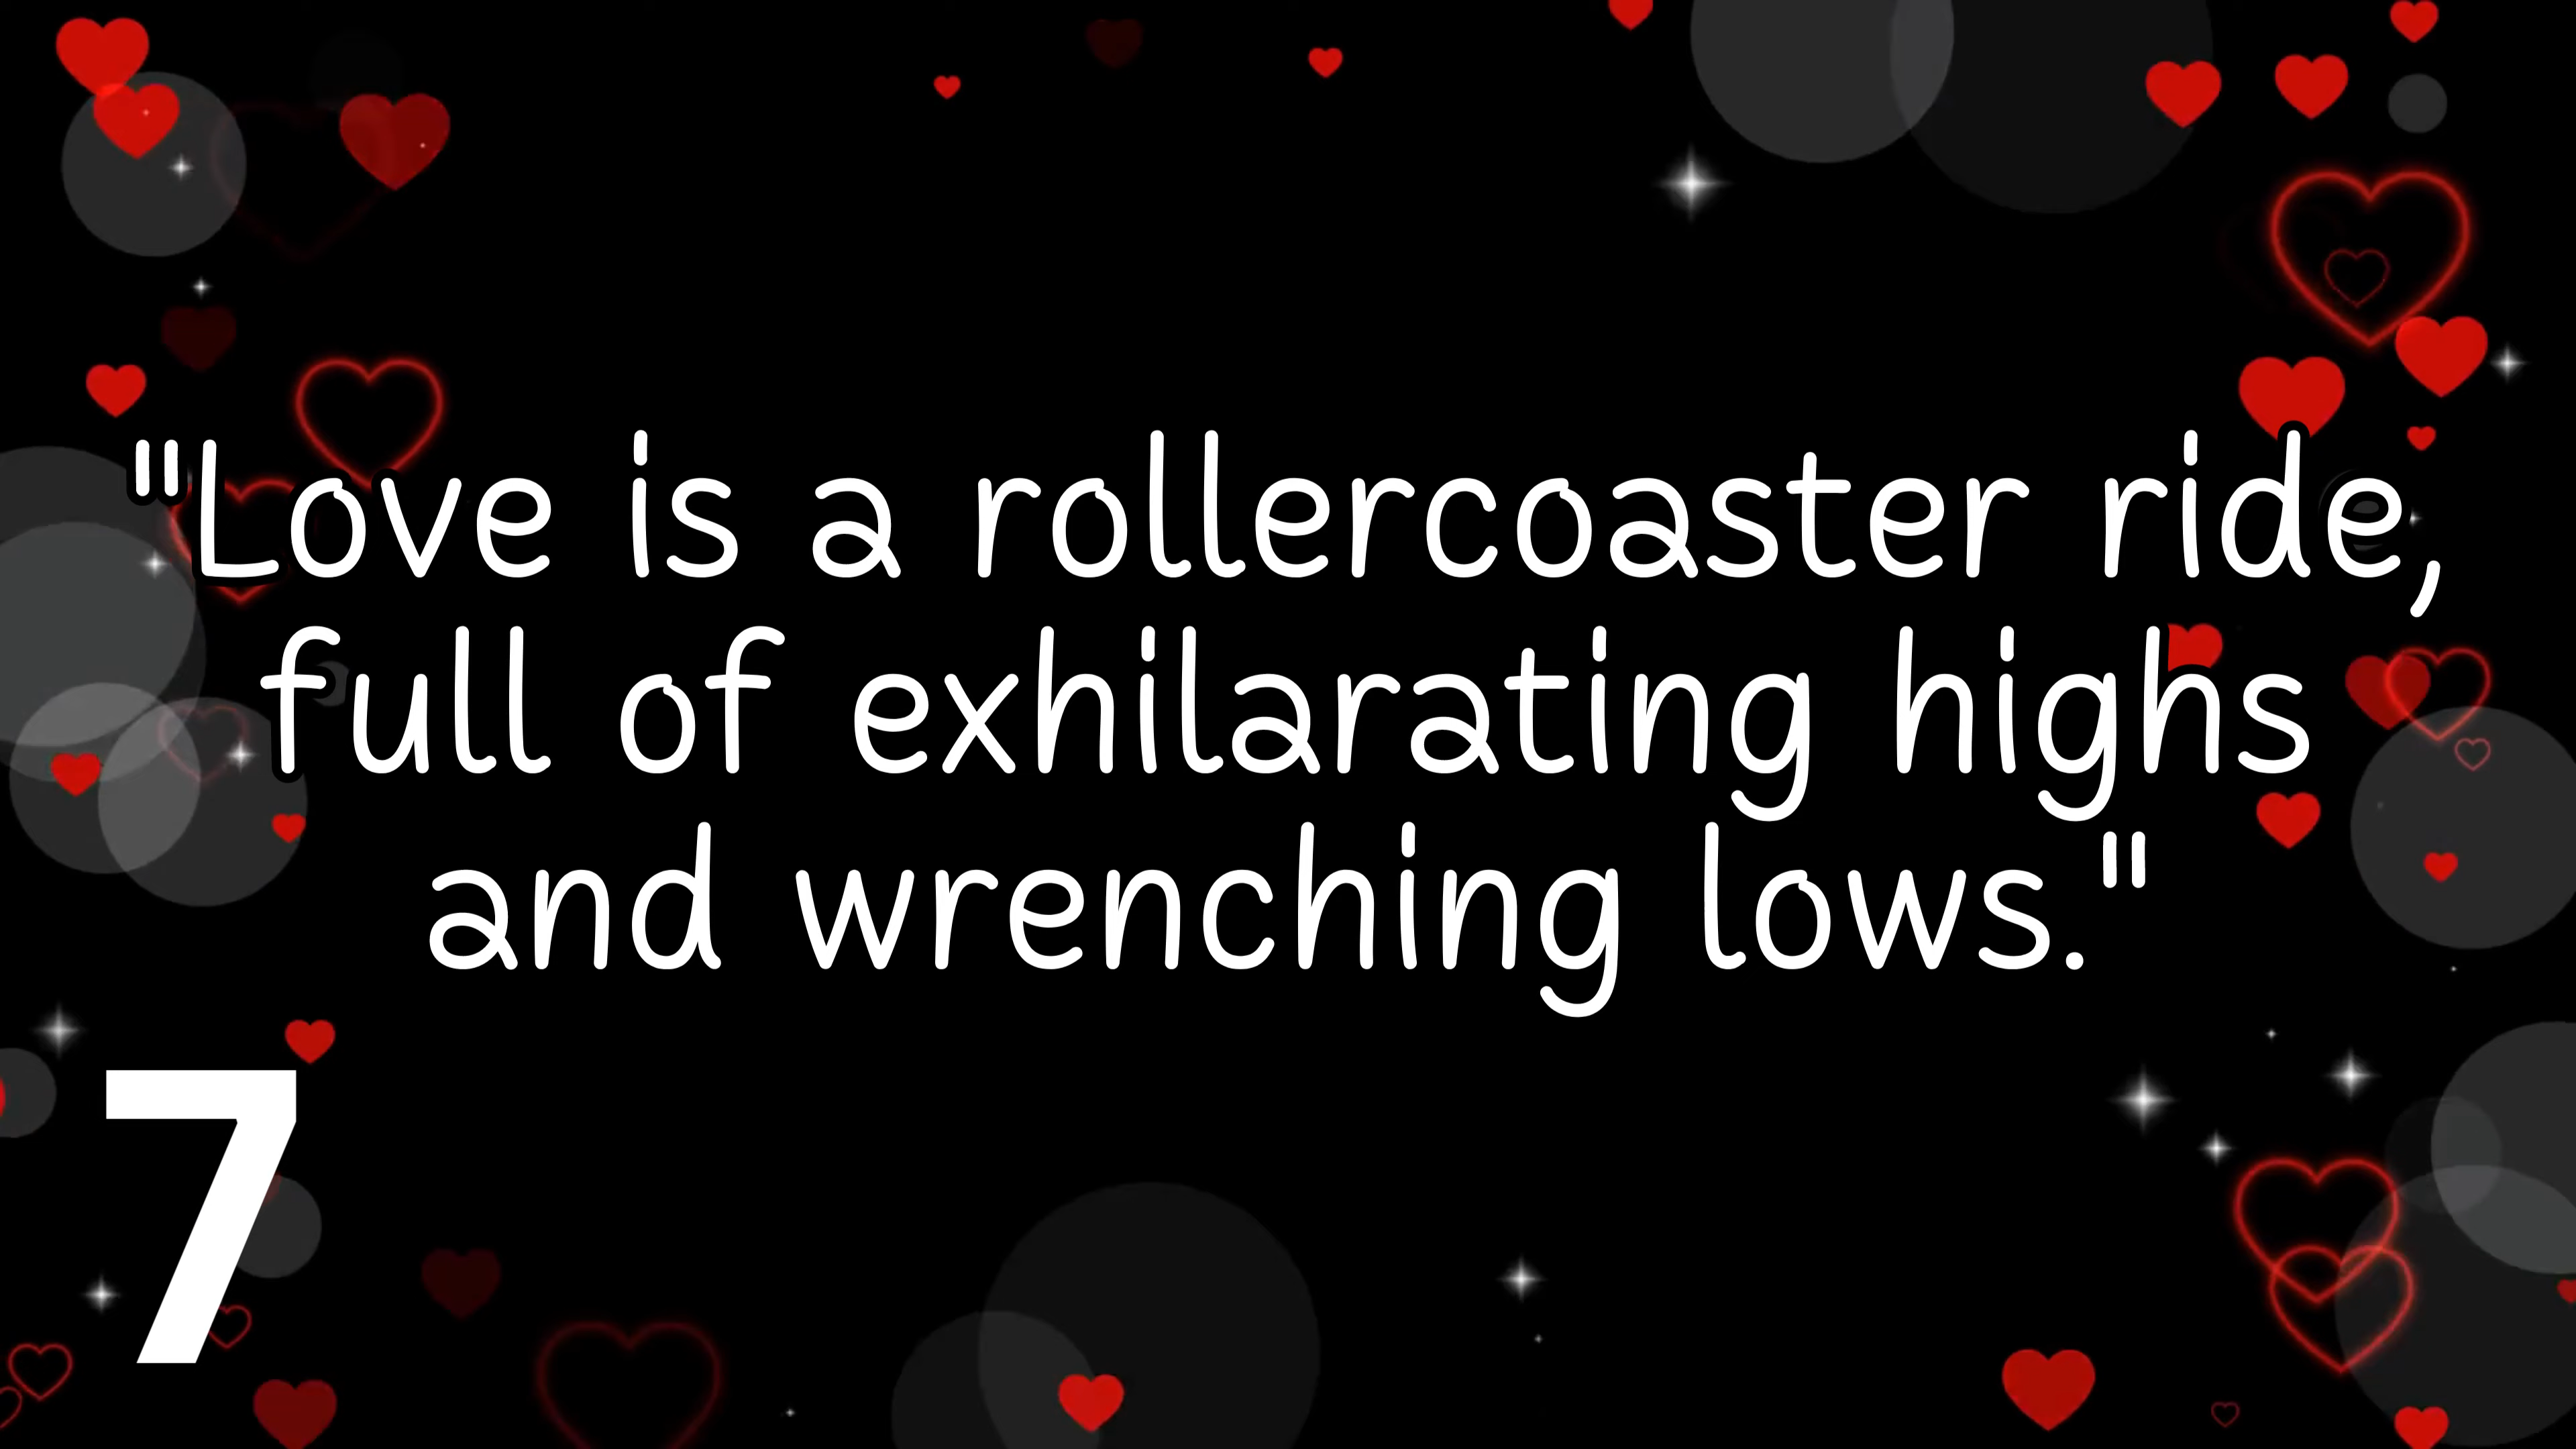 "Love is a rollercoaster ride,
full of exhilarating highs
and wrenching lows."
7